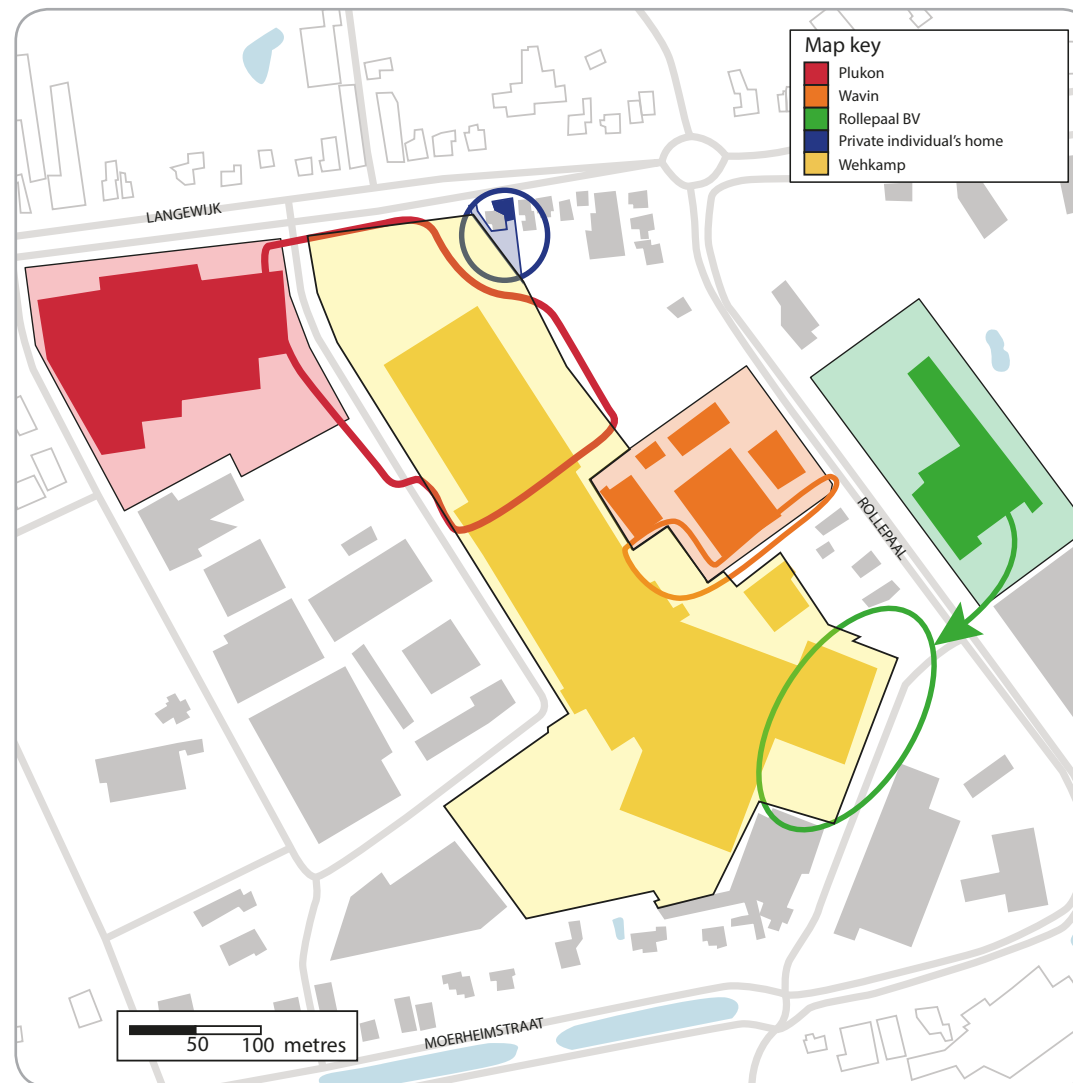 Map key
Plukon
Wavin
Rollepaal BV
Private individual's home
Wehkamp
LANGEWIJK
ROLLEPAAL
MOERHEIMSTRAAT
50 100 metres